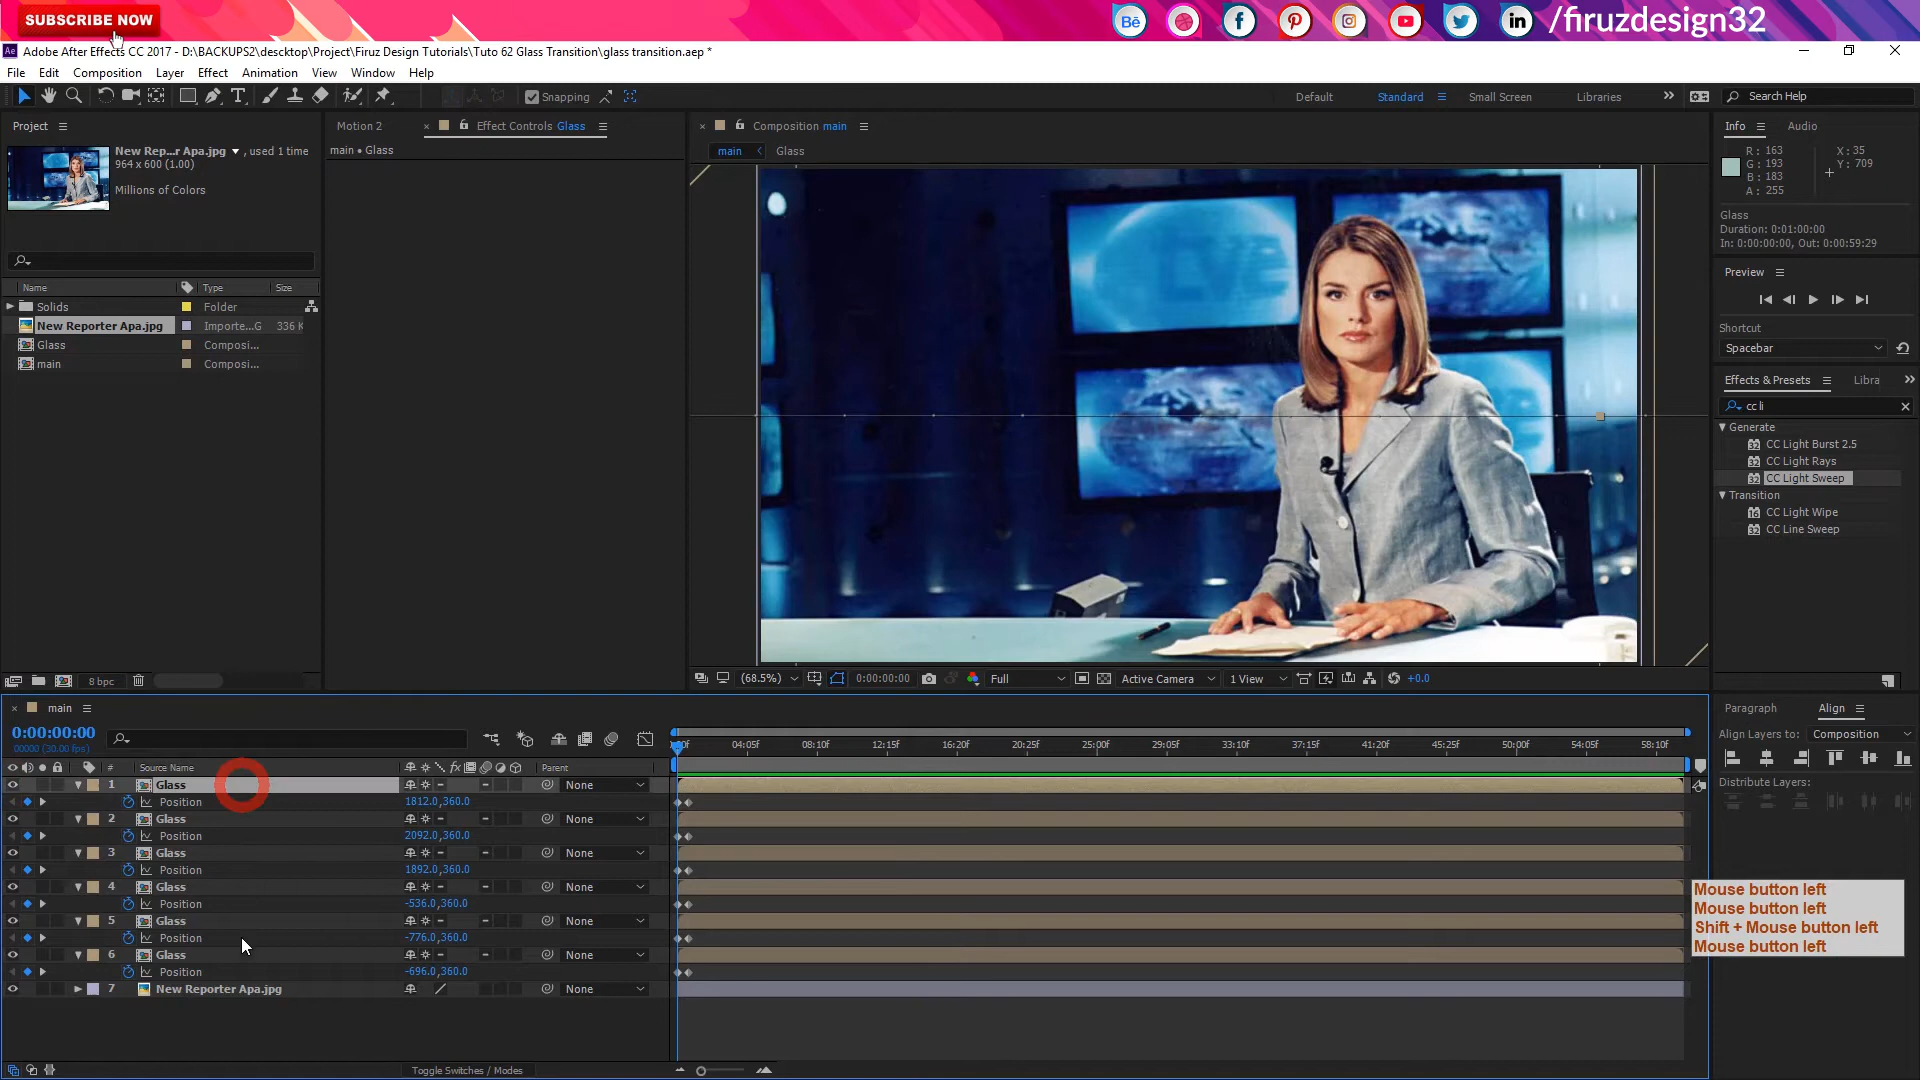 SUBSCRIBE NOW
Bē
/firuzdesign32
Ae Adobe After Effects CC 2017 - D:\BACKUPS2\descktop\Project\Firuz Design Tutorials\Tuto 62 Glass Transition\glass transition.aep *
File Edit Composition Layer Effect Animation View Window Help
Snapping Default Standard Small Screen Libraries Search Help
Project
Motion 2 Effect Controls Glass
Composition main
Info Audio
main • Glass
main Glass
New Rep...r Apa.jpg , used 1 time
964 x 600 (1.00)
Millions of Colors
R: 163
G: 193
B: 183
A: 255
X: 35
Y: 709
Glass
Duration: 0:01:00:00
In: 0:00:00:00, Out: 0:00:59:29
Preview
Shortcut
Spacebar
Effects & Presets Libra
cc li
Generate
CC Light Burst 2.5
CC Light Rays
CC Light Sweep
Transition
CC Light Wipe
CC Line Sweep
Name Type Size
Solids Folder
New Reporter Apa.jpg Importe...G 336 K
Glass Composi...
main Composi...
8 bpc
(68.5%) 0:00:00:00 Full Active Camera 1 View +0.0
main
0:00:00:00
00000 (30.00 fps)
04:05f 08:10f 12:15f 16:20f 20:25f 25:00f 29:05f 33:10f 37:15f 41:20f 45:25f 50:00f 54:05f 58:10f
# Source Name fx Parent
1 Glass None
Position 1812.0,360.0
2 Glass None
Position 2092.0,360.0
3 Glass None
Position 1892.0,360.0
4 Glass None
Position -536.0,360.0
5 Glass None
Position -776.0,360.0
6 Glass None
Position -696.0,360.0
7 New Reporter Apa.jpg None
Toggle Switches / Modes
Paragraph Align
Align Layers to: Composition
Distribute Layers:
Mouse button left
Mouse button left
Shift + Mouse button left
Mouse button left